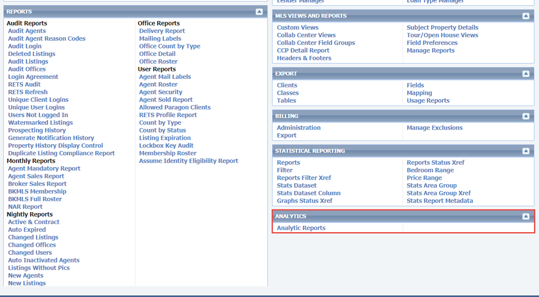 REPORTS
Audit Reports
Audit Agents
Audit Agent Reason Codes
Audit Login
Deleted Listings
Audit Listings
Audit Offices
Login Agreement
RETS Audit
RETS Refresh
Unique Client Logins
Unique User Logins
Users Not Logged In
Watermarked Listings
Prospecting History
Generate Notification History
Property History Display Control
Duplicate Listing Compliance Report
Monthly Reports
Agent Mandatory Report
Agent Sales Report
Broker Sales Report
BKMLS Membership
BKMLS Full Roster
NAR Report
Nightly Reports
Active & Contract
Auto Expired
Changed Listings
Changed Offices
Changed Users
Auto Inactivated Agents
Listings Without Pics
New Agents
New Listings
Office Reports
Delivery Report
Mailing Labels
Office Count by Type
Office Detail
Office Roster
User Reports
Agent Mail Labels
Agent Roster
Agent Security
Agent Sold Report
Allowed Paragon Clients
RETS Profile Report
Count by Type
Count by Status
Listing Expiration
Lockbox Key Audit
Membership Roster
Assume Identity Eligibility Report
Lender Manager
Loan Type Manager
MLS VIEWS AND REPORTS
Custom Views
Collab Center Views
Collab Center Field Groups
CCP Detail Report
Headers & Footers
Subject Property Details
Tour/Open House Views
Field Preferences
Manage Reports
EXPORT
Clients
Classes
Tables
Fields
Mapping
Usage Reports
BILLING
Administration
Export
Manage Exclusions
STATISTICAL REPORTING
Reports
Filter
Reports Filter Xref
Stats Dataset
Stats Dataset Column
Graphs Status Xref
Reports Status Xref
Bedroom Range
Price Range
Stats Area Group
Stats Area Group Xref
Stats Report Metadata
ANALYTICS
Analytic Reports